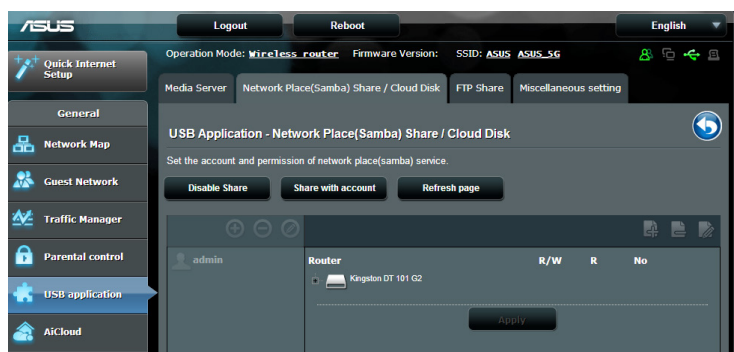 ASUS Logout Reboot English
Quick Internet Setup
Operation Mode: Wireless router Firmware Version: SSID: ASUS ASUS_5G
Media Server Network Place(Samba) Share / Cloud Disk FTP Share Miscellaneous setting
General
Network Map
USB Application - Network Place(Samba) Share / Cloud Disk
Set the account and permission of network place(samba) service.
Guest Network
Disable Share Share with account Refresh page
Traffic Manager
Parental control
admin Router R/W R No
Kingston DT 101 G2
USB application
Apply
AiCloud